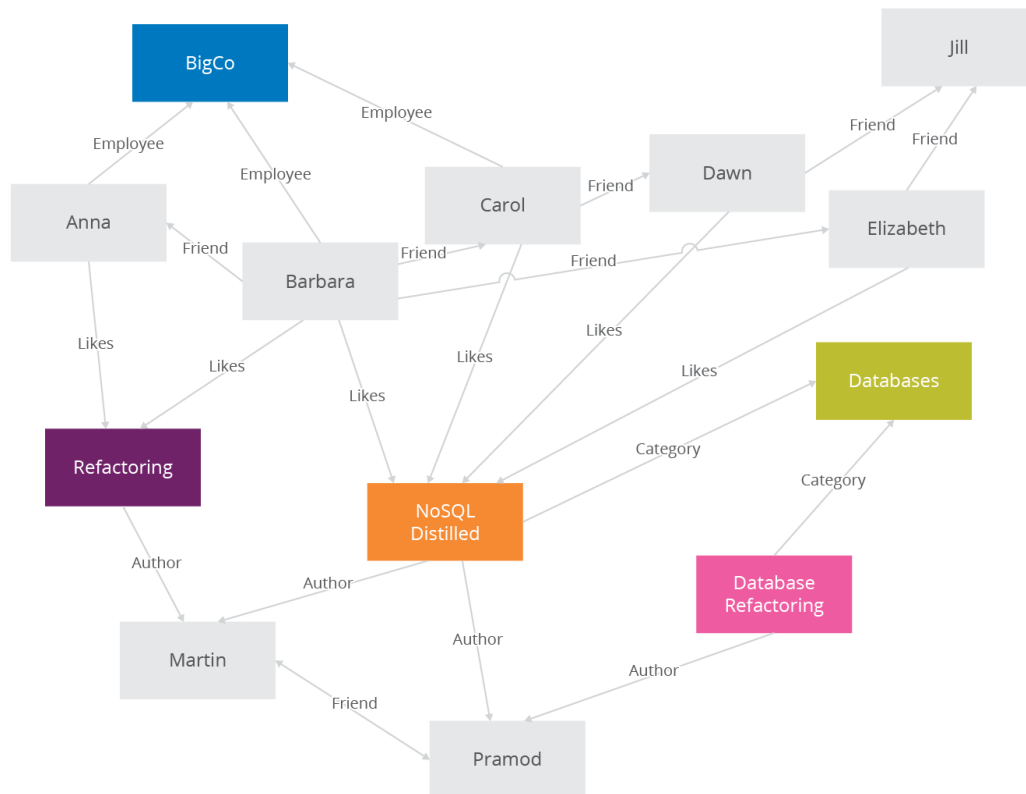 BigCo
Jill
Employee
Friend
Employee
Friend
Employee
Friend
Dawn
Carol
Anna
Elizabeth
Friend
Friend
Friend
Barbara
Likes
Likes
Likes
Likes
Likes
Likes
Databases
Category
Refactoring
Category
NoSQL
Distilled
Author
Author
Database
Refactoring
Author
Martin
Author
Friend
Pramod